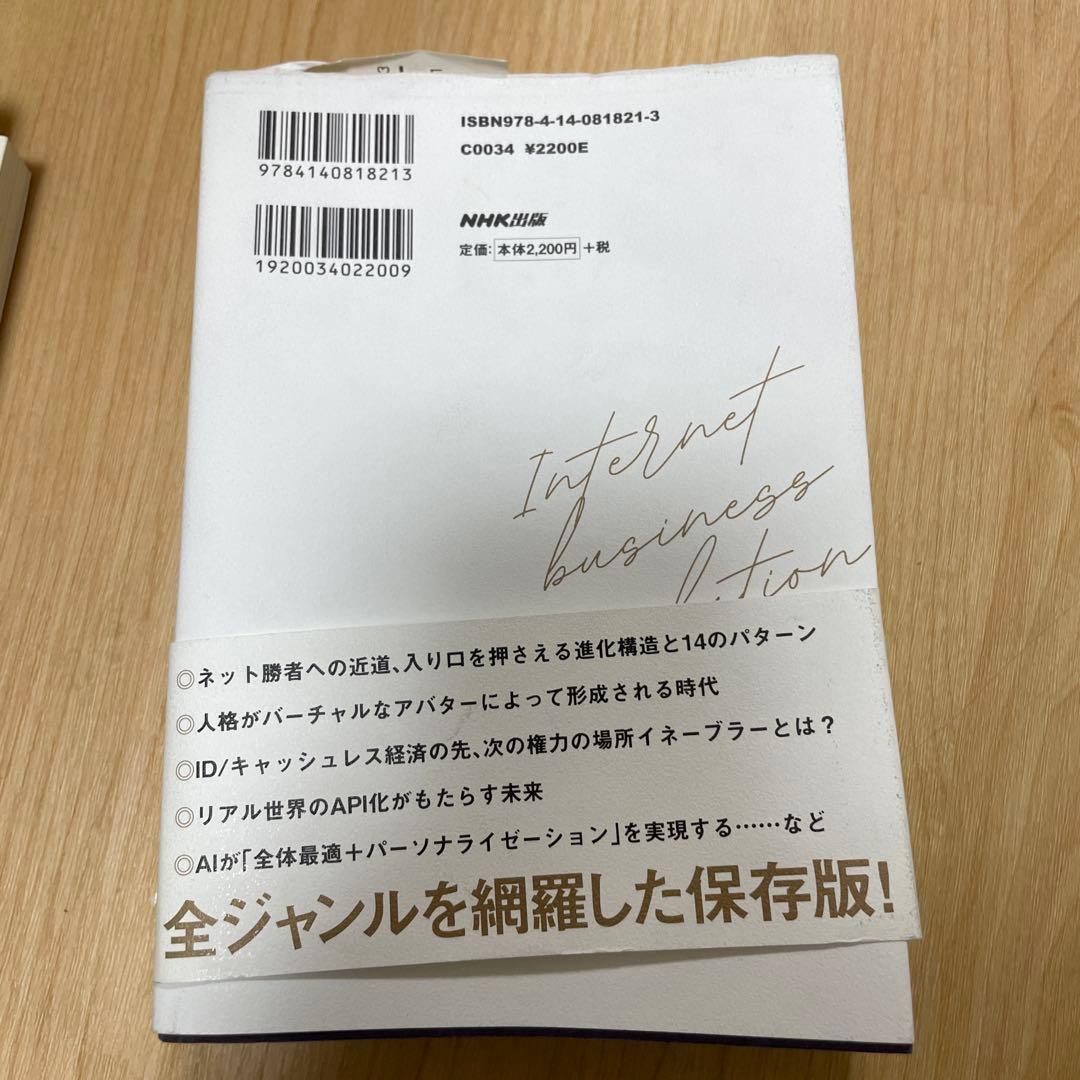 ISBN978-4-14-081821-3
C0034 ¥2200E
9784140818213
NHK出版
定価: 本体2,200円 +税
1920034022009
Internet
business
◎ネット勝者への近道、入り口を押さえる進化構造と14のパターン
◎人格がバーチャルなアバターによって形成される時代
◎ID/キャッシュレス経済の先、次の権力の場所イネーブラーとは?
◎リアル世界のAPI化がもたらす未来
◎AIが「全体最適+パーソナライゼーション」を実現する……など
全ジャンルを網羅した保存版!